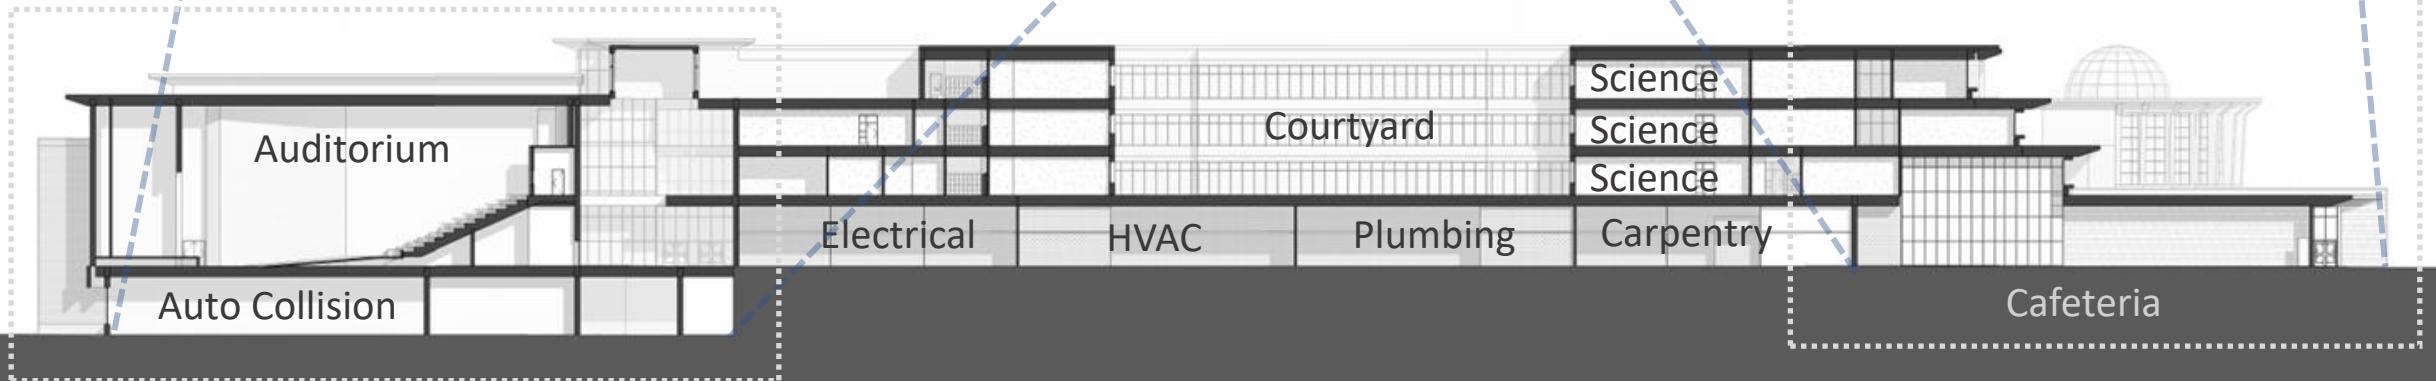 Science
Courtyard
Science
Auditorium
Science
Electrical
HVAC
Plumbing
Carpentry
Auto Collision
Cafeteria